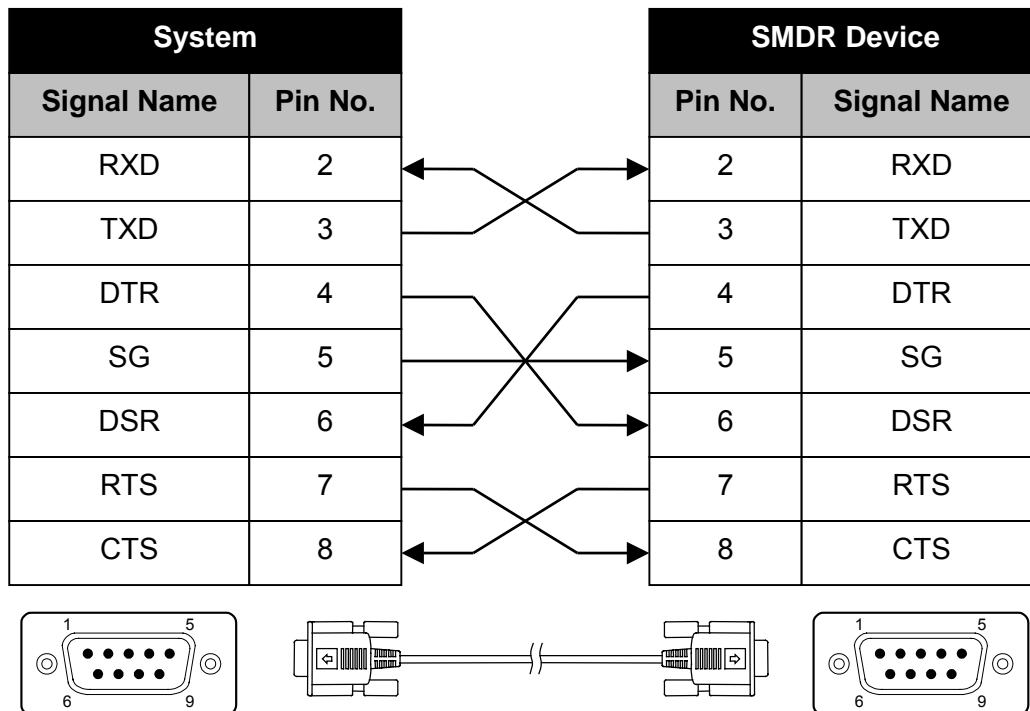 System SMDR Device
Signal Name Pin No. Pin No. Signal Name
RXD 2 2 RXD
TXD 3 3 TXD
DTR 4 4 DTR
SG 5 5 SG
DSR 6 6 DSR
RTS 7 7 RTS
CTS 8 8 CTS
1 5 1 5
6 9 6 9